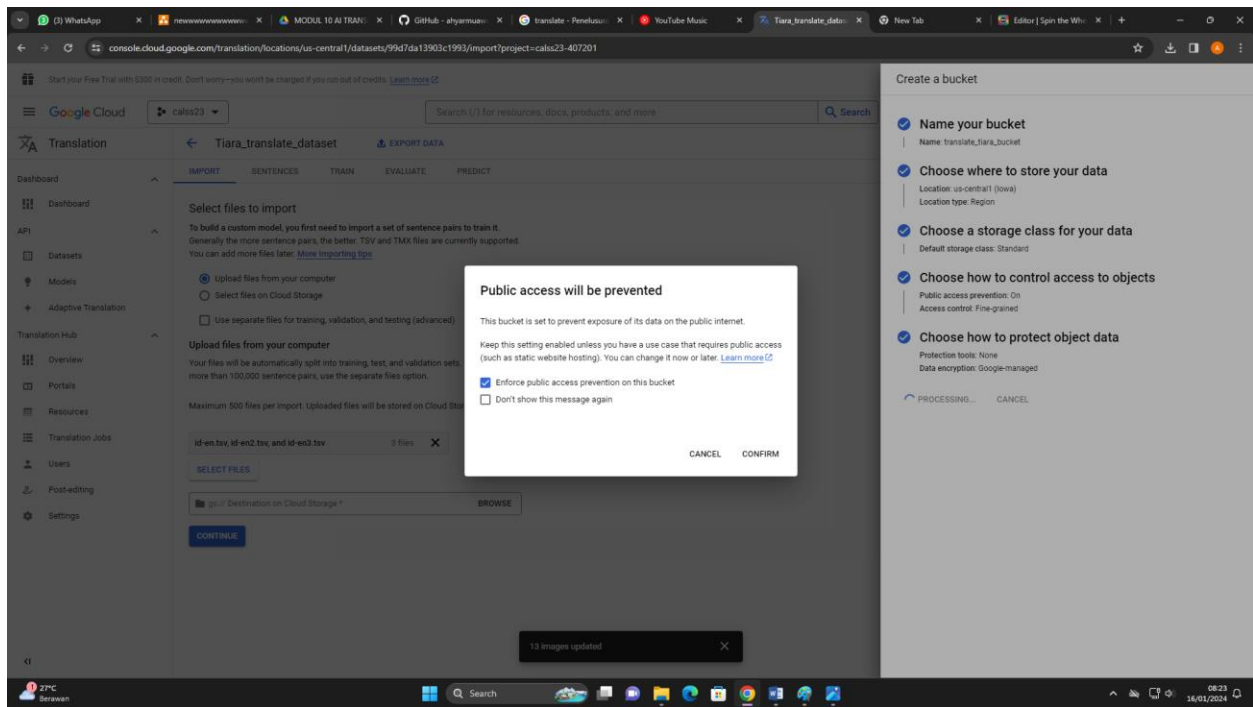 (3) WhatsApp
newwwwwwwwwww
MODUL 10 AI TRAN
GitHub - ahyarmuaw
translate - Penelusu
YouTube Music
Tiara_translate_datas
New Tab
Editor | Spin the Whe
console.cloud.google.com/translation/locations/us-central1/datasets/99d7da13903c1993/import?project=calss23-407201
Start your Free Trial with $300 in credit. Don't worry—you won't be charged if you run out of credits. Learn more
Google Cloud
calss23
Search (/) for resources, docs, products, and more
Search
Translation
Tiara_translate_dataset
EXPORT DATA
Dashboard
Dashboard
API
Datasets
Models
Adaptive Translation
Translation Hub
Overview
Portals
Resources
Translation Jobs
Users
Post-editing
Settings
IMPORT SENTENCES TRAIN EVALUATE PREDICT
Select files to import
To build a custom model, you first need to import a set of sentence pairs to train it.
Generally the more sentence pairs, the better. TSV and TMX files are currently supported.
You can add more files later. More importing tips
Upload files from your computer
Select files on Cloud Storage
Use separate files for training, validation, and testing (advanced)
Upload files from your computer
Your files will be automatically split into training, test, and validation sets.
more than 100,000 sentence pairs, use the separate files option.
Maximum 500 files per import. Uploaded files will be stored on Cloud Stor
id-en.tsv, id-en2.tsv, and id-en3.tsv 3 files
SELECT FILES
gs:// Destination on Cloud Storage * BROWSE
CONTINUE
Public access will be prevented
This bucket is set to prevent exposure of its data on the public internet.
Keep this setting enabled unless you have a use case that requires public access
(such as static website hosting). You can change it now or later. Learn more
Enforce public access prevention on this bucket
Don't show this message again
CANCEL CONFIRM
13 images updated
Create a bucket
Name your bucket
Name: translate_tiara_bucket
Choose where to store your data
Location: us-central1 (Iowa)
Location type: Region
Choose a storage class for your data
Default storage class: Standard
Choose how to control access to objects
Public access prevention: On
Access control: Fine-grained
Choose how to protect object data
Protection tools: None
Data encryption: Google-managed
PROCESSING... CANCEL
1
27°C
Berawan
Search
08:23
16/01/2024